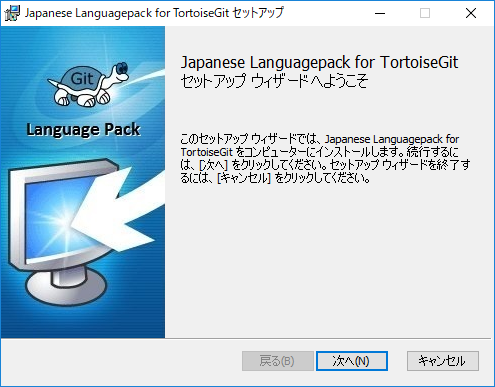 Japanese Languagepack for TortoiseGit セットアップ
Git
Language Pack
Japanese Languagepack for TortoiseGit
セットアップ ウィザードへようこそ
このセットアップ ウィザードでは、Japanese Languagepack for
TortoiseGit をコンピューターにインストールします。続行するに
は、[次へ] をクリックしてください。セットアップ ウィザードを終了す
るには、[キャンセル] をクリックしてください。
戻る(B)
次へ(N)
キャンセル